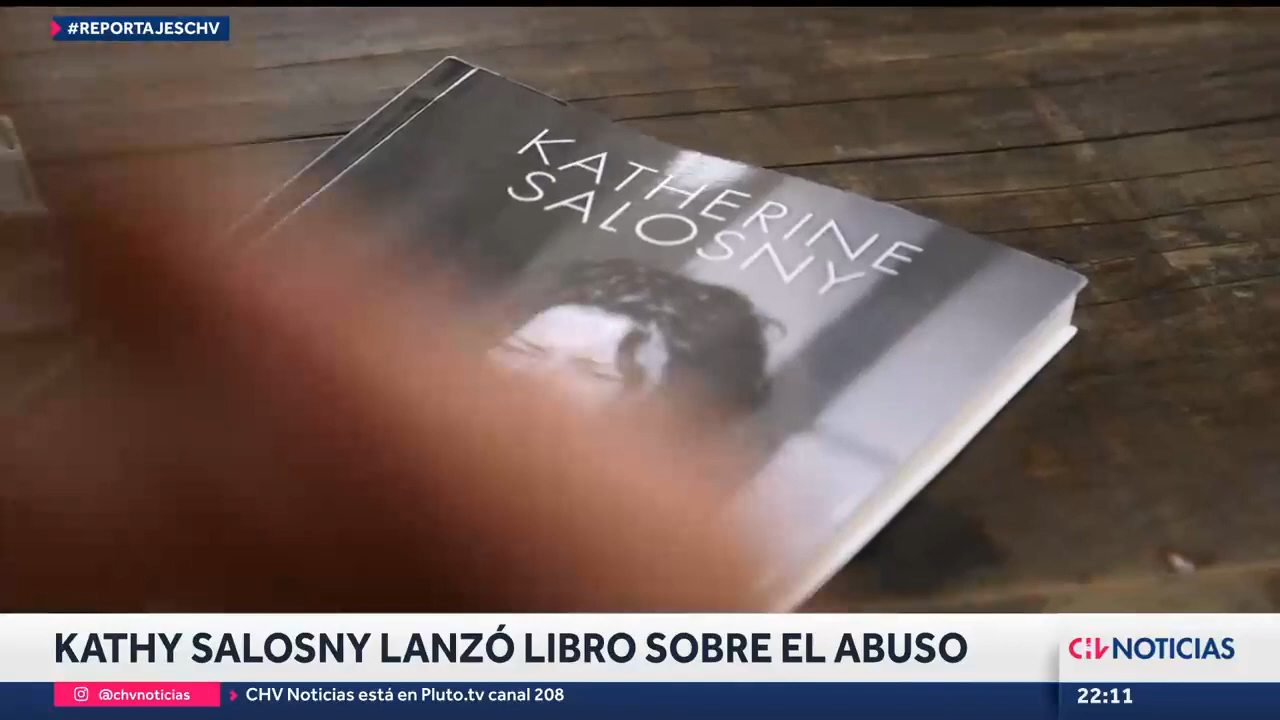 #REPORTAJESCHV
KATHERINE
SALOSNY
KATHY SALOSNY LANZÓ LIBRO SOBRE EL ABUSO
CHV NOTICIAS
@chvnoticias
CHV Noticias está en Pluto.tv canal 208
22:11